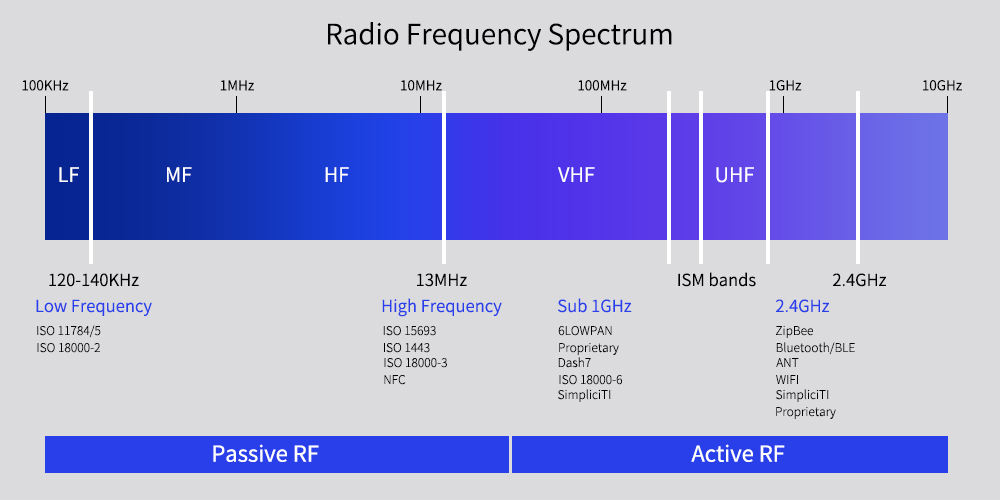 Radio Frequency Spectrum
100KHz 1MHz 10MHz 100MHz 1GHz 10GHz
LF MF HF VHF UHF
120-140KHz 13MHz ISM bands 2.4GHz
Low Frequency High Frequency Sub 1GHz 2.4GHz
ISO 11784/5 ISO 15693 6LOWPAN ZipBee
ISO 18000-2 ISO 1443 Proprietary Bluetooth/BLE
ISO 18000-3 Dash7 ANT
NFC ISO 18000-6 WIFI
SimpliciTI SimpliciTI
Proprietary
Passive RF Active RF